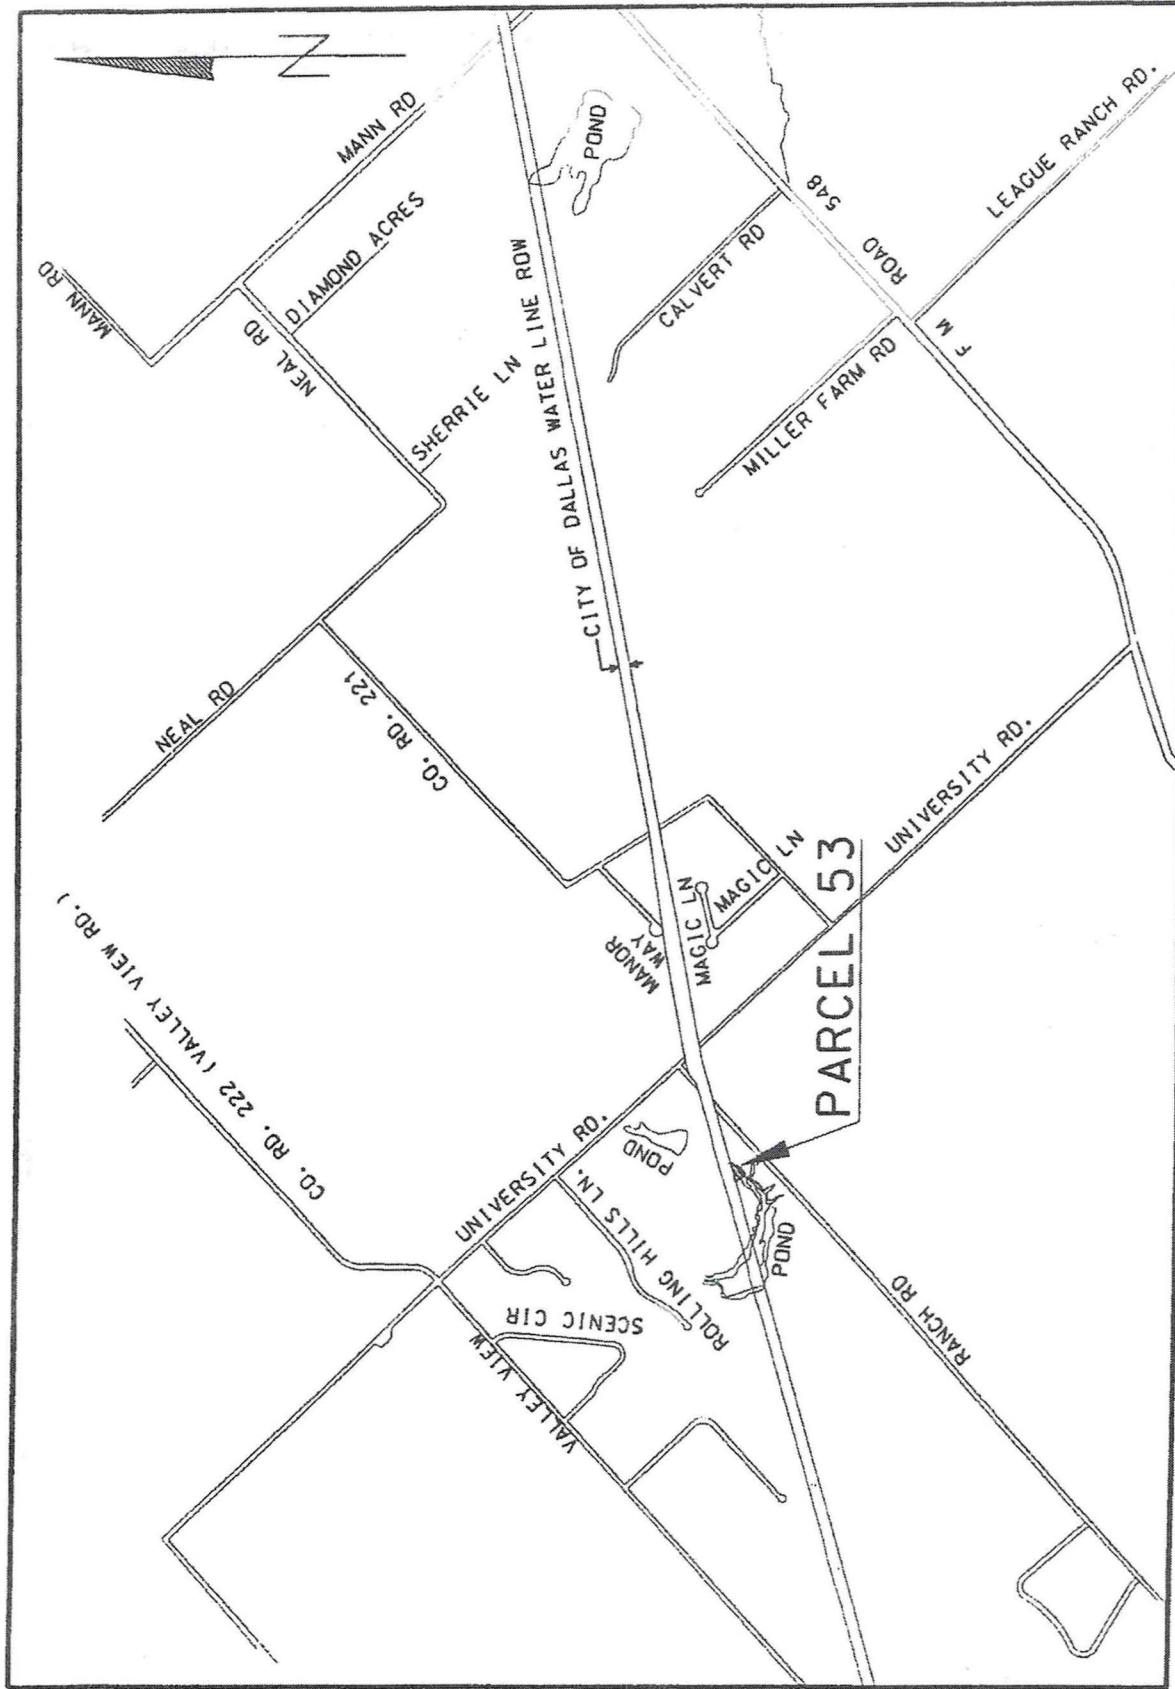 N
MANN RD
MANN RD
DIAMOND ACRES
NEAL RD
SHERRIE LN
CITY OF DALLAS WATER LINE ROW
POND
CALVERT RD
F M ROAD 548
LEAGUE RANCH RD.
MILLER FARM RD
NEAL RD
CO. RD. 221
UNIVERSITY RD.
MANOR
WAY
MAGIC LN
MAGIC LN
PARCEL 53
CO. RD. 222 (VALLEY VIEW RD.)
UNIVERSITY RD.
POND
ROLLING HILLS LN.
SCENIC CIR
VALLEY VIEW
POND
RANCH RD